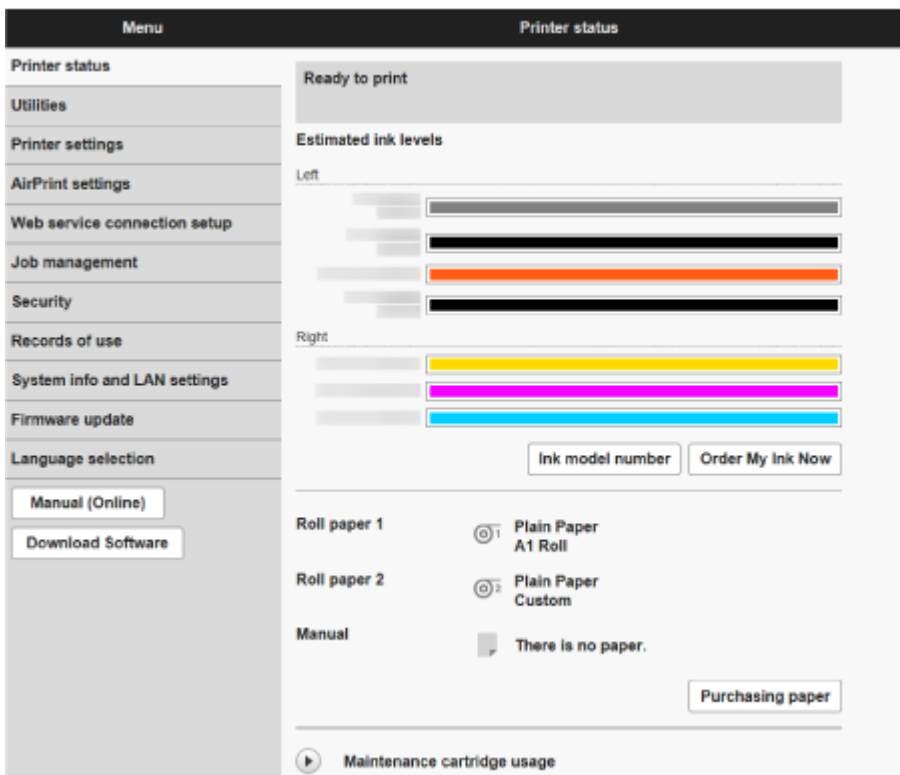 Menu
Printer status
Printer status
Utilities
Printer settings
AirPrint settings
Web service connection setup
Job management
Security
Records of use
System info and LAN settings
Firmware update
Language selection
Manual (Online)
Download Software
Ready to print
Estimated ink levels
Left
Right
Ink model number
Order My Ink Now
Roll paper 1
1
Plain Paper
A1 Roll
Roll paper 2
2
Plain Paper
Custom
Manual
There is no paper.
Purchasing paper
Maintenance cartridge usage